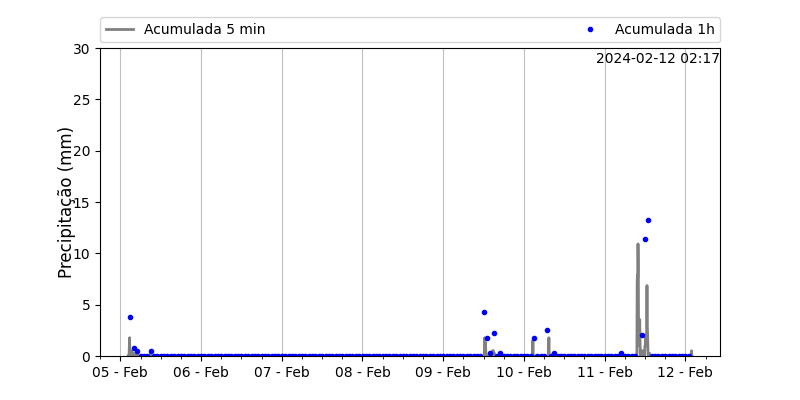 Acumulada 5 min
Acumulada 1h
2024-02-12 02:17
Precipitação (mm)
30
25
20
15
10
5
0
05 - Feb
06 - Feb
07 - Feb
08 - Feb
09 - Feb
10 - Feb
11 - Feb
12 - Feb